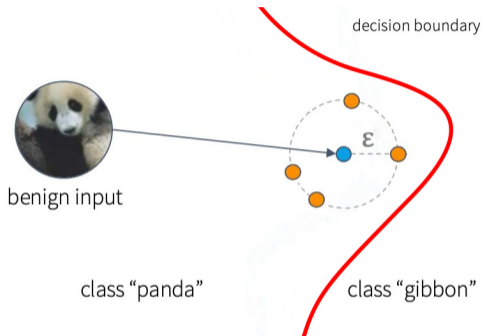 decision boundary
ε
benign input
class “panda”
class “gibbon”